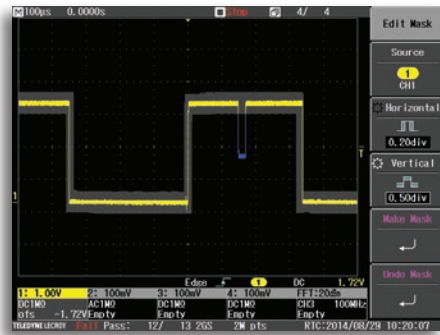 M 100μs 0.0000s Stop 4/ 4
Edit Mask
Source
1
CH1
Horizontal
0.20div
Vertical
0.50div
Make Mask
Undo Mask
T
1
Edge 1 DC 1.72V
1: 1.00V 2: 100mV 3: 100mV 4: 100mV FFT:20dB
DC1MΩ AC1MΩ DC1MΩ DC1MΩ CH3 100MHz
ofs -1.72V Empty Empty Empty Empty
TELEDYNE LECROY Fail Pass: 12/ 13 2GS 2M pts RTC:2014/08/29 10:20:07